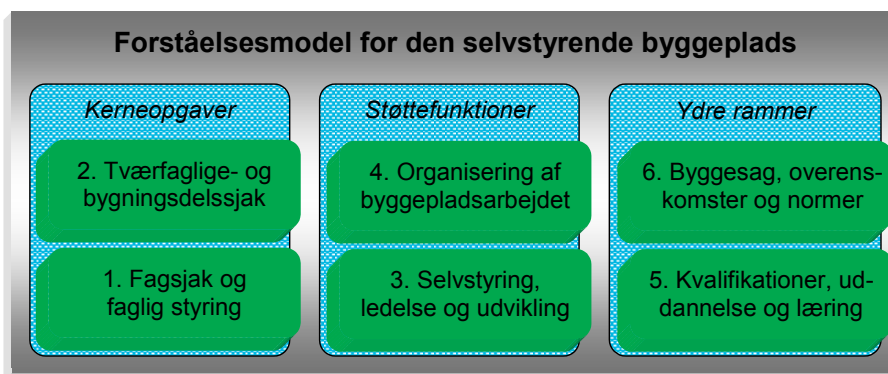 Forståelsesmodel for den selvstyrende byggeplads
Kerneopgaver
2. Tværfaglige- og
bygningsdelssjak
1. Fagsjak og
faglig styring
Støttefunktioner
4. Organisering af
byggepladsarbejdet
3. Selvstyring,
ledelse og udvikling
Ydre rammer
6. Byggesag, overens-
komster og normer
5. Kvalifikationer, ud-
dannelse og læring